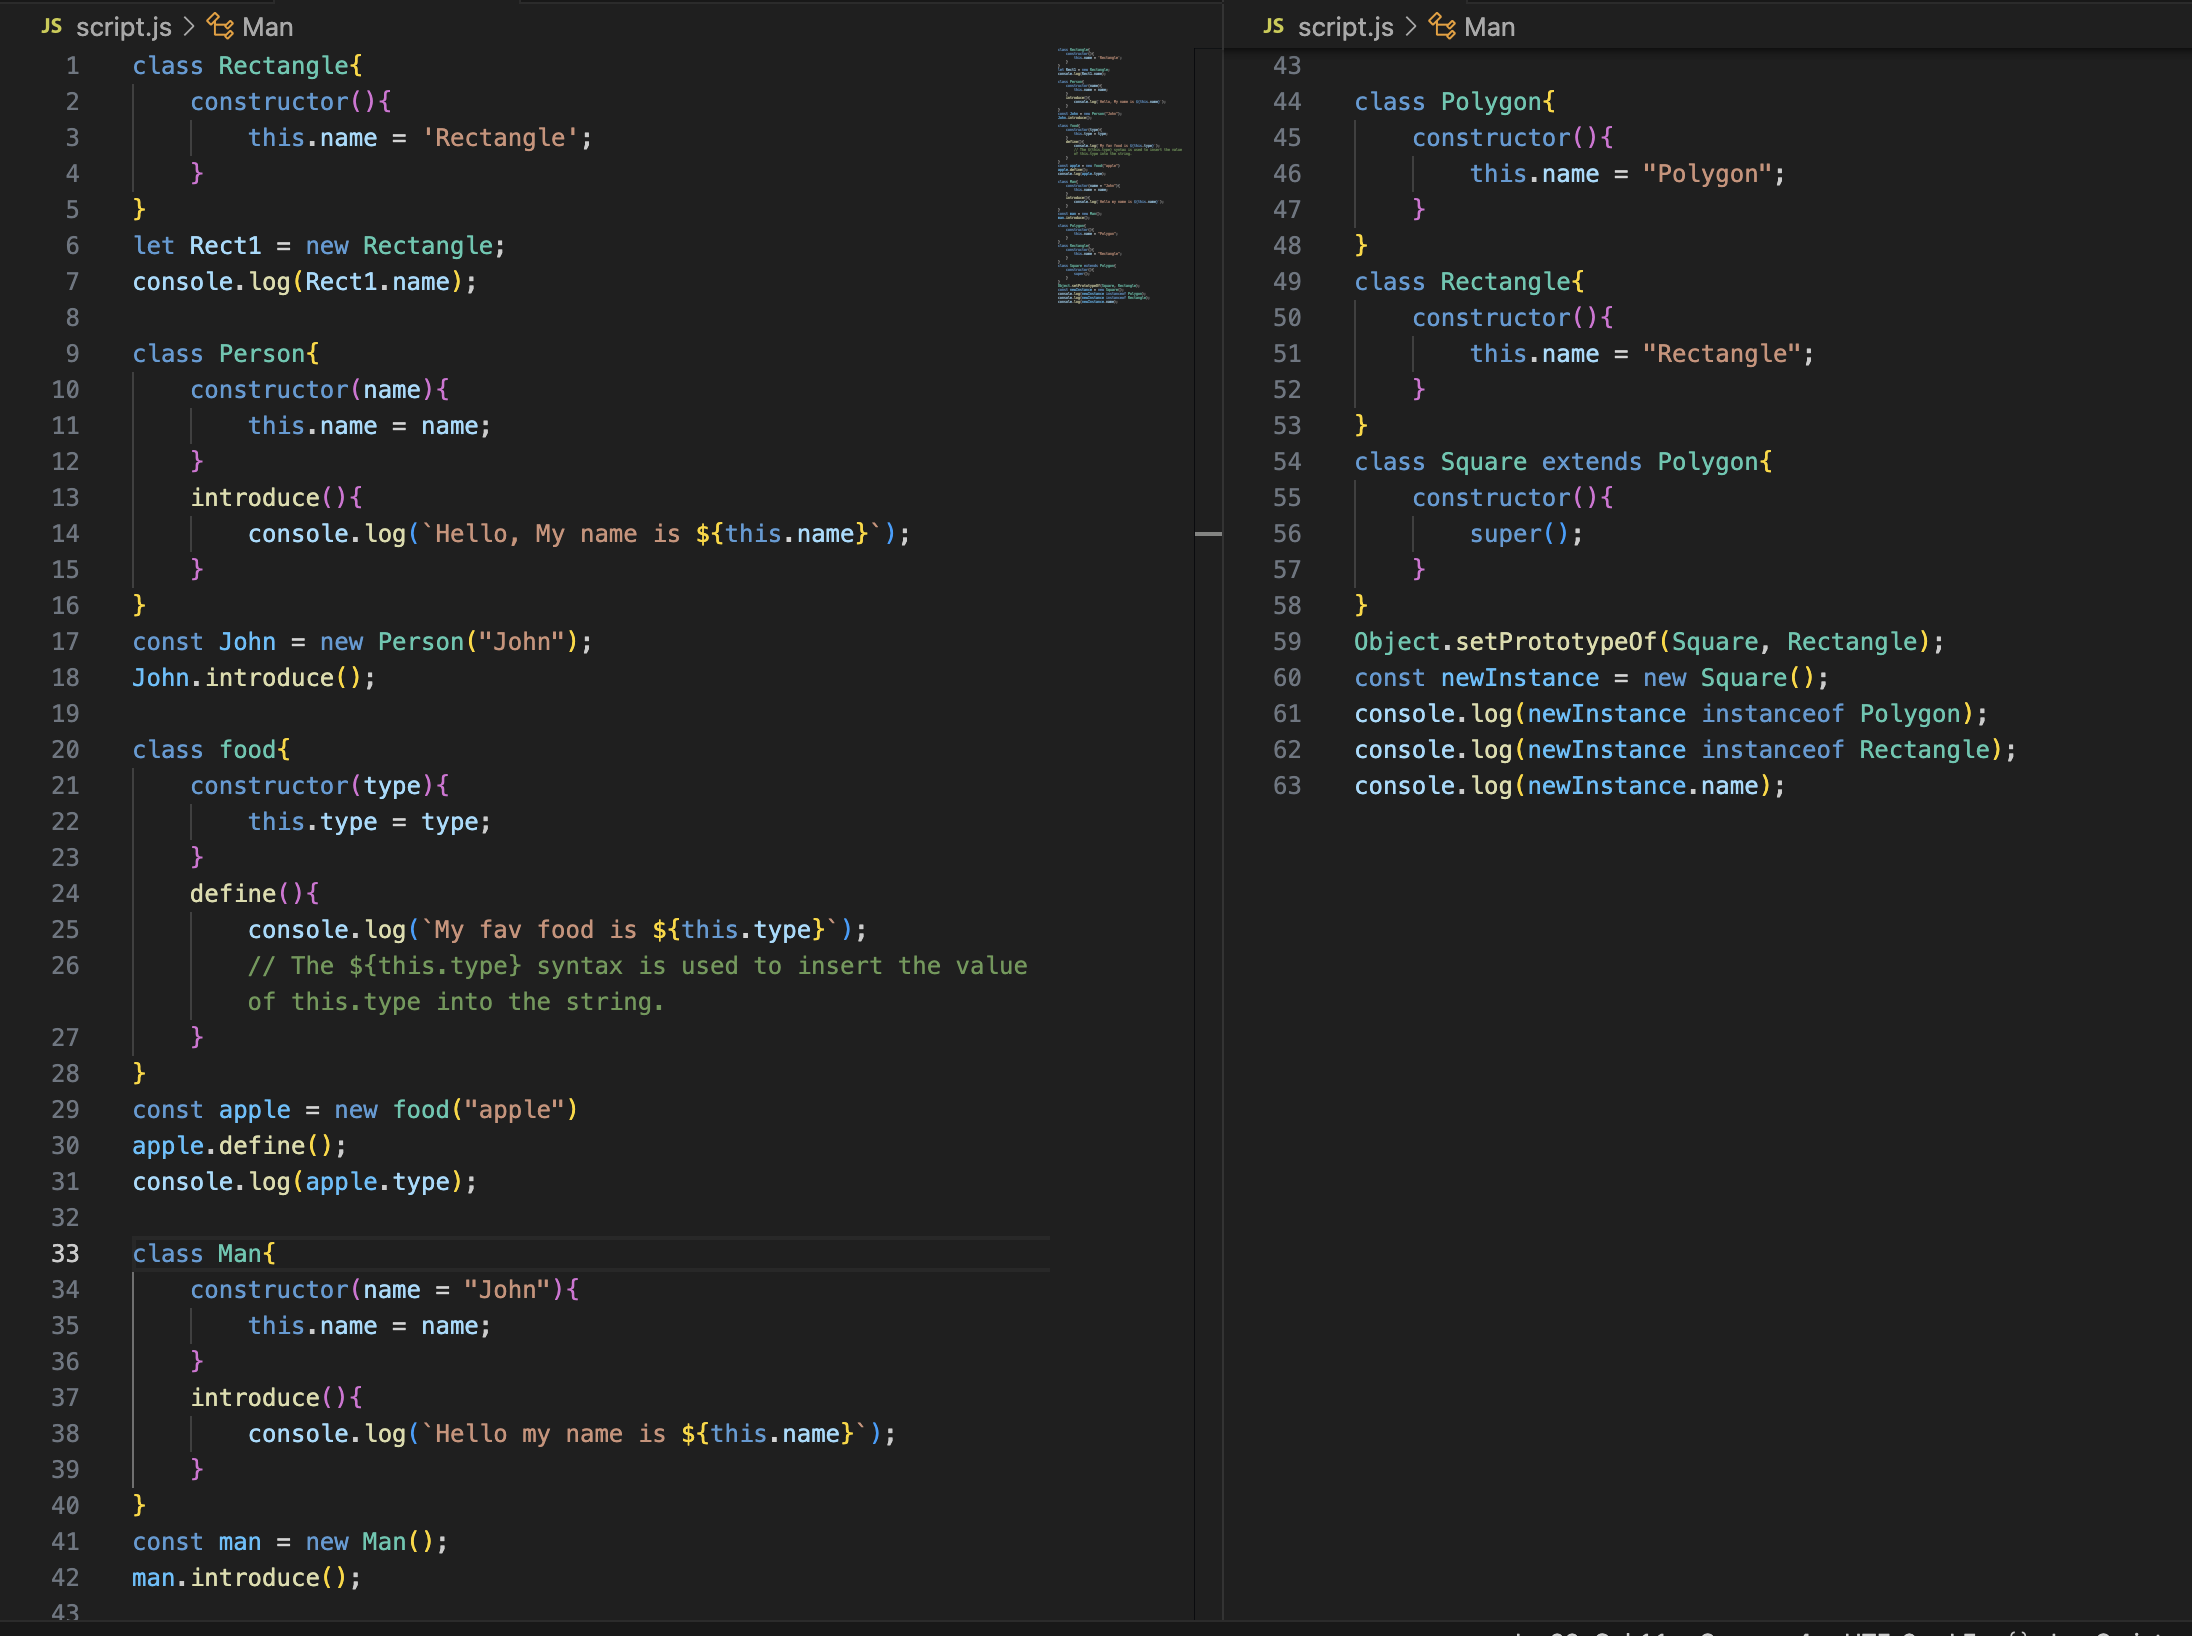 JS script.js > Man
1 class Rectangle{
2     constructor(){
3         this.name = 'Rectangle';
4     }
5 }
6 let Rect1 = new Rectangle;
7 console.log(Rect1.name);
8
9 class Person{
10     constructor(name){
11         this.name = name;
12     }
13     introduce(){
14         console.log(`Hello, My name is ${this.name}`);
15     }
16 }
17 const John = new Person("John");
18 John.introduce();
19
20 class food{
21     constructor(type){
22         this.type = type;
23     }
24     define(){
25         console.log(`My fav food is ${this.type}`);
26         // The ${this.type} syntax is used to insert the value
        of this.type into the string.
27     }
28 }
29 const apple = new food("apple")
30 apple.define();
31 console.log(apple.type);
32
33 class Man{
34     constructor(name = "John"){
35         this.name = name;
36     }
37     introduce(){
38         console.log(`Hello my name is ${this.name}`);
39     }
40 }
41 const man = new Man();
42 man.introduce();
43
JS script.js > Man
43
44 class Polygon{
45     constructor(){
46         this.name = "Polygon";
47     }
48 }
49 class Rectangle{
50     constructor(){
51         this.name = "Rectangle";
52     }
53 }
54 class Square extends Polygon{
55     constructor(){
56         super();
57     }
58 }
59 Object.setPrototypeOf(Square, Rectangle);
60 const newInstance = new Square();
61 console.log(newInstance instanceof Polygon);
62 console.log(newInstance instanceof Rectangle);
63 console.log(newInstance.name);